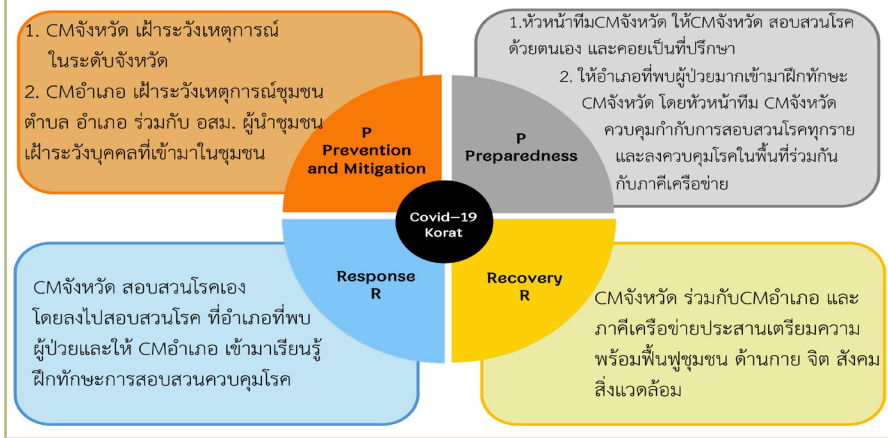 1. CMจังหวัด เฝ้าระวังเหตุการณ์
ในระดับจังหวัด
2. CMอำเภอ เฝ้าระวังเหตุการณ์ชุมชน
ตำบล อำเภอ ร่วมกับ อสม. ผู้นำชุมชน
เฝ้าระวังบุคคลที่เข้ามาในชุมชน
P
Prevention
and Mitigation
1.หัวหน้าทีมCMจังหวัด ให้CMจังหวัด สอบสวนโรค
ด้วยตนเอง และคอยเป็นที่ปรึกษา
2. ให้อำเภอที่พบผู้ป่วยมากเข้ามาฝึกทักษะ
CMจังหวัด โดยหัวหน้าทีม CMจังหวัด
ควบคุมกำกับการสอบสวนโรคทุกราย
และลงควบคุมโรคในพื้นที่ร่วมกัน
กับภาคีเครือข่าย
P
Preparedness
Covid-19
Korat
Response
R
CMจังหวัด สอบสวนโรคเอง
โดยลงไปสอบสวนโรค ที่อำเภอที่พบ
ผู้ป่วยและให้ CMอำเภอ เข้ามาเรียนรู้
ฝึกทักษะการสอบสวนควบคุมโรค
Recovery
R
CMจังหวัด ร่วมกับCMอำเภอ และ
ภาคีเครือข่ายประสานเตรียมความ
พร้อมฟื้นฟูชุมชน ด้านกาย จิต สังคม
สิ่งแวดล้อม